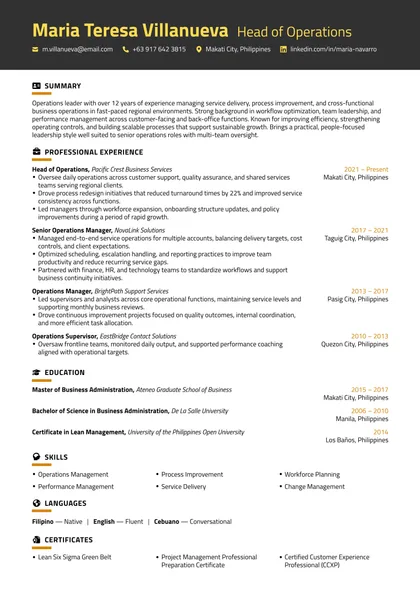 Maria Teresa Villanueva Head of Operations
m.villanueva@email.com +63 917 642 3815 Makati City, Philippines linkedin.com/in/maria-navarro
SUMMARY
Operations leader with over 12 years of experience managing service delivery, process improvement, and cross-functional
business operations in fast-paced regional environments. Strong background in workflow optimization, team leadership, and
performance management across customer-facing and back-office functions. Known for improving efficiency, strengthening
operating controls, and building scalable processes that support sustainable growth. Brings a practical, people-focused
leadership style well suited to senior operations roles with multi-team oversight.
PROFESSIONAL EXPERIENCE
Head of Operations, Pacific Crest Business Services 2021 – Present
• Oversee daily operations across customer support, quality assurance, and shared services Makati City, Philippines
teams serving regional clients.
• Drove process redesign initiatives that reduced turnaround times by 22% and improved service
consistency across functions.
• Led managers through workforce expansion, onboarding structure updates, and policy
improvements during a period of rapid growth.
Senior Operations Manager, NovaLink Solutions 2017 – 2021
• Managed end-to-end service operations for multiple accounts, balancing delivery targets, cost Taguig City, Philippines
controls, and client expectations.
• Optimized scheduling, escalation handling, and reporting practices to improve team
productivity and reduce recurring service gaps.
• Partnered with finance, HR, and technology teams to standardize workflows and support
business continuity initiatives.
Operations Manager, BrightPath Support Services 2013 – 2017
• Led supervisors and analysts across core operational functions, maintaining service levels and Pasig City, Philippines
supporting monthly business reviews.
• Drove continuous improvement projects focused on quality outcomes, internal coordination,
and more efficient task allocation.
Operations Supervisor, EastBridge Contact Solutions 2010 – 2013
• Oversaw frontline teams, monitored daily output, and supported performance coaching Quezon City, Philippines
aligned with operational targets.
EDUCATION
Master of Business Administration, Ateneo Graduate School of Business 2015 – 2017
Makati City, Philippines
Bachelor of Science in Business Administration, De La Salle University 2006 – 2010
Manila, Philippines
Certificate in Lean Management, University of the Philippines Open University 2014
Los Baños, Philippines
SKILLS
• Operations Management • Process Improvement • Workforce Planning
• Performance Management • Service Delivery • Change Management
LANGUAGES
Filipino — Native | English — Fluent | Cebuano — Conversational
CERTIFICATES
• Lean Six Sigma Green Belt • Project Management Professional • Certified Customer Experience
Preparation Certificate Professional (CCXP)